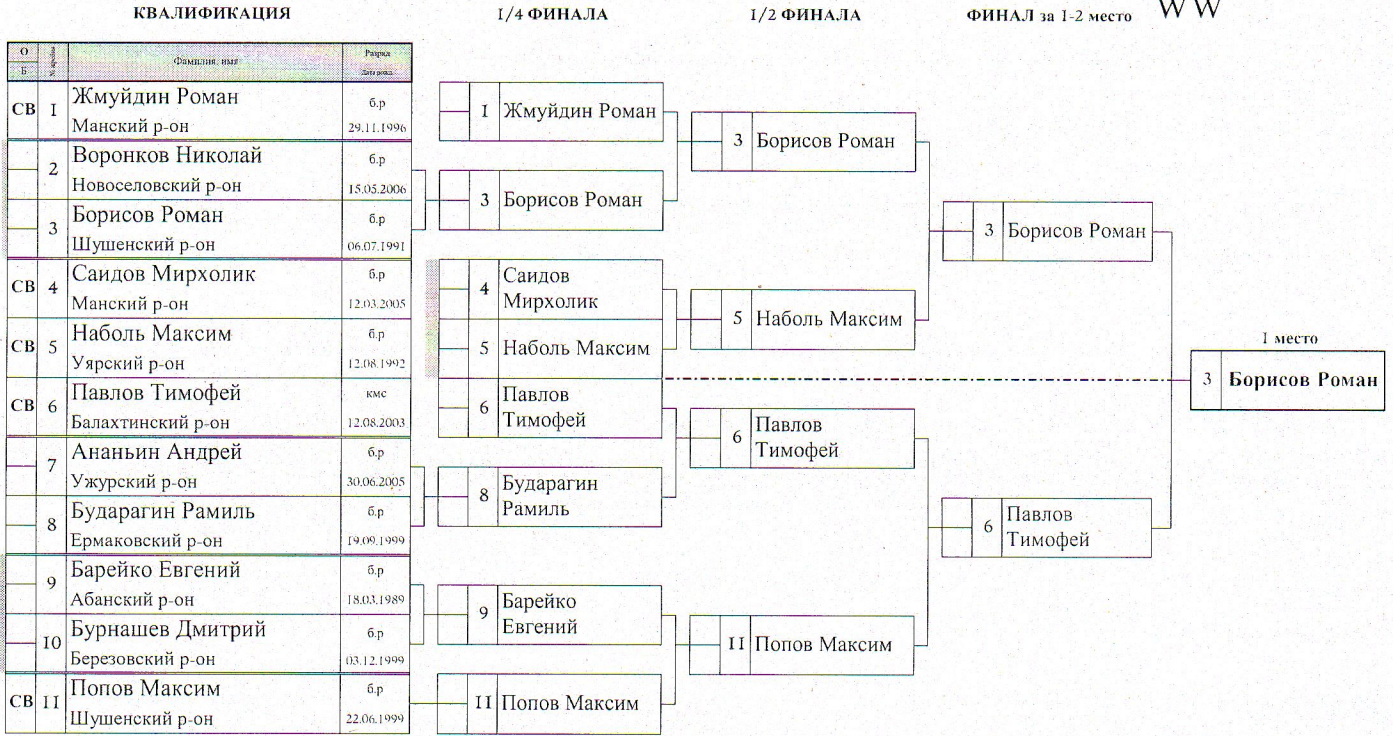 КВАЛИФИКАЦИЯ
1/4 ФИНАЛА
1/2 ФИНАЛА
ФИНАЛ за 1-2 место
WW
О
Б
Фамилия, имя
Разряд
Дата рожд.
СВ 1 Жмуйдин Роман б.р
Манский р-он 29.11.1996
2 Воронков Николай б.р
Новоселовский р-он 15.05.2006
3 Борисов Роман б.р
Шушенский р-он 06.07.1991
СВ 4 Саидов Мирхолик б.р
Манский р-он 12.03.2005
СВ 5 Наболь Максим б.р
Уярский р-он 12.08.1992
СВ 6 Павлов Тимофей кмс
Балахтинский р-он 12.08.2003
7 Ананьин Андрей б.р
Ужурский р-он 30.06.2005
8 Бударагин Рамиль б.р
Ермаковский р-он 19.09.1999
9 Барейко Евгений б.р
Абанский р-он 18.03.1989
10 Бурнашев Дмитрий б.р
Березовский р-он 03.12.1999
СВ 11 Попов Максим б.р
Шушенский р-он 22.06.1999
1 Жмуйдин Роман
3 Борисов Роман
4 Саидов
Мирхолик
5 Наболь Максим
6 Павлов
Тимофей
8 Бударагин
Рамиль
9 Барейко
Евгений
11 Попов Максим
3 Борисов Роман
5 Наболь Максим
6 Павлов
Тимофей
11 Попов Максим
3 Борисов Роман
6 Павлов
Тимофей
1 место
3 Борисов Роман